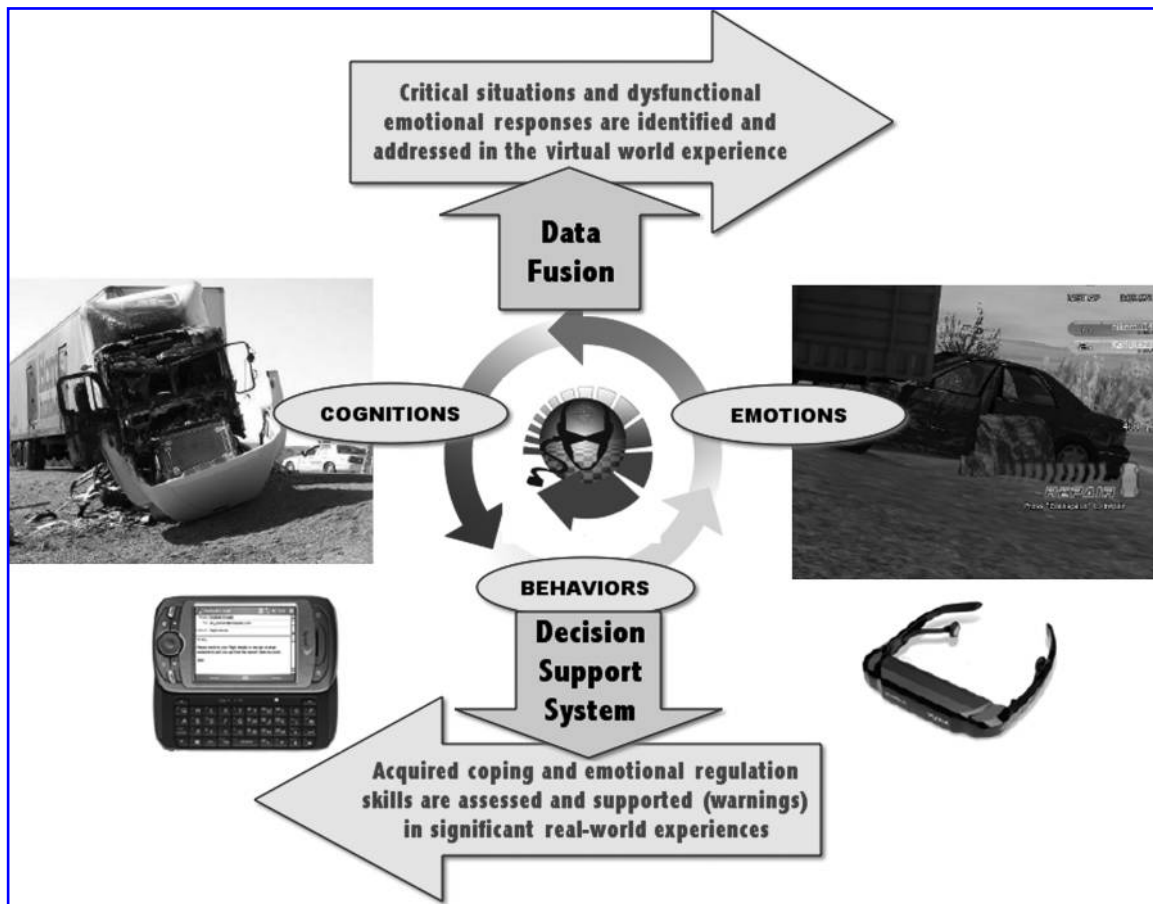 Critical situations and dysfunctional
emotional responses are identified and
addressed in the virtual world experience
Data
Fusion
COGNITIONS
EMOTIONS
REPAIR
BEHAVIORS
Decision
Support
System
Acquired coping and emotional regulation
skills are assessed and supported (warnings)
in significant real-world experiences